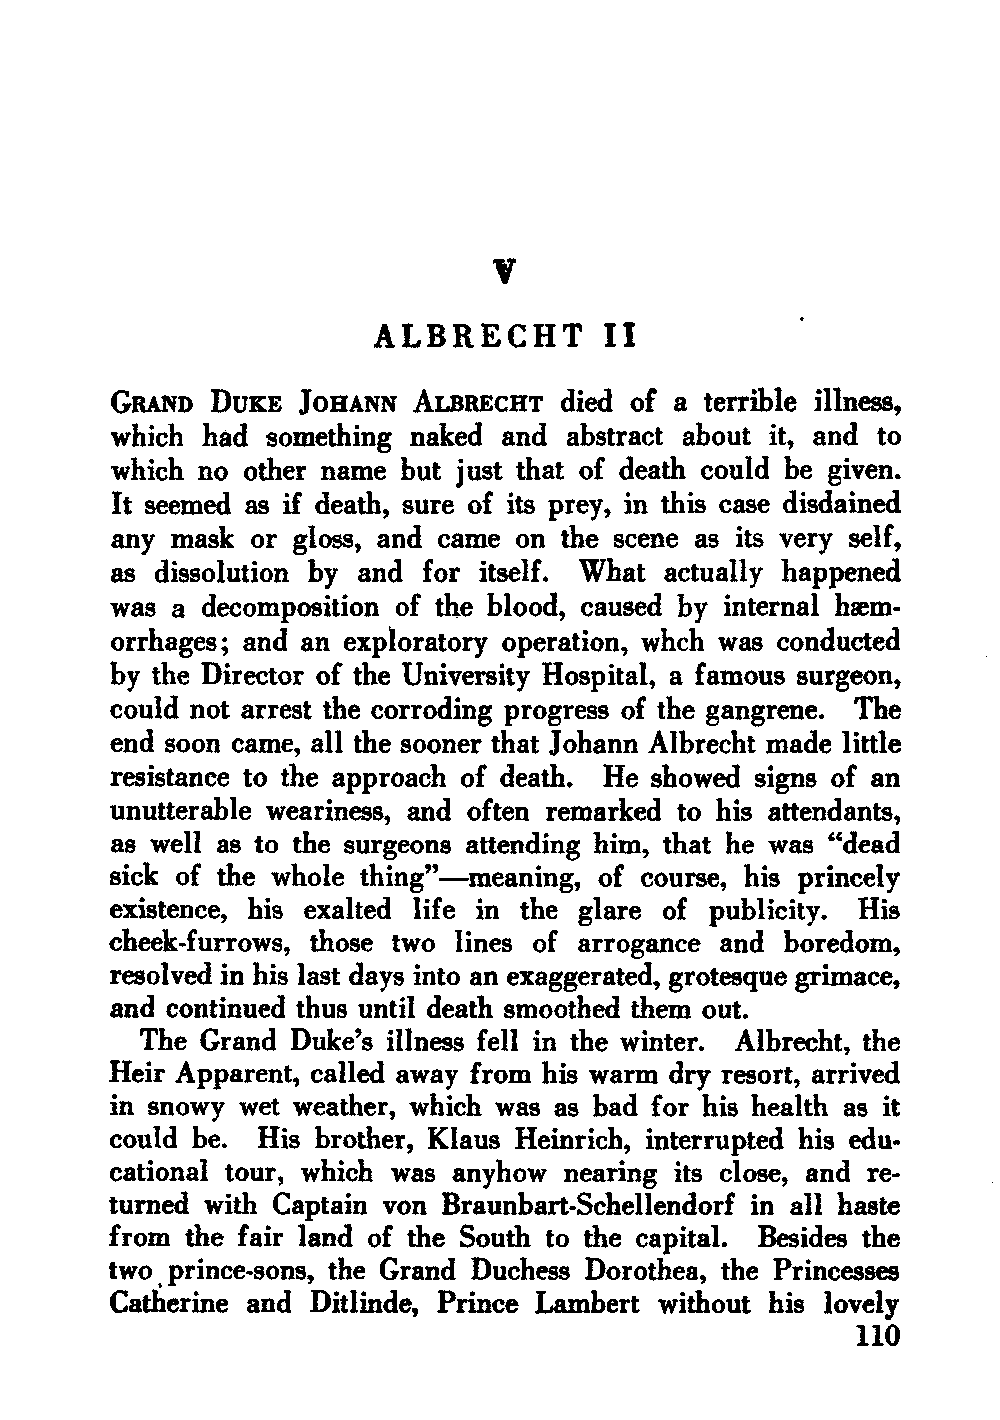 V
ALBRECHT II
GRAND DUKE JOHANN ALBRECHT died of a terrible illness,
which had something naked and abstract about it, and to
which no other name but just that of death could be given.
It seemed as if death, sure of its prey, in this case disdained
any mask or gloss, and came on the scene as its very self,
as dissolution by and for itself. What actually happened
was a decomposition of the blood, caused by internal hæm-
orrhages; and an exploratory operation, whch was conducted
by the Director of the University Hospital, a famous surgeon,
could not arrest the corroding progress of the gangrene. The
end soon came, all the sooner that Johann Albrecht made little
resistance to the approach of death. He showed signs of an
unutterable weariness, and often remarked to his attendants,
as well as to the surgeons attending him, that he was “dead
sick of the whole thing”—meaning, of course, his princely
existence, his exalted life in the glare of publicity. His
cheek-furrows, those two lines of arrogance and boredom,
resolved in his last days into an exaggerated, grotesque grimace,
and continued thus until death smoothed them out.
The Grand Duke’s illness fell in the winter. Albrecht, the
Heir Apparent, called away from his warm dry resort, arrived
in snowy wet weather, which was as bad for his health as it
could be. His brother, Klaus Heinrich, interrupted his edu-
cational tour, which was anyhow nearing its close, and re-
turned with Captain von Braunbart-Schellendorf in all haste
from the fair land of the South to the capital. Besides the
two prince-sons, the Grand Duchess Dorothea, the Princesses
Catherine and Ditlinde, Prince Lambert without his lovely
110